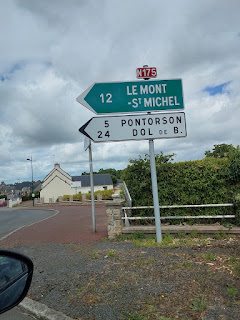 N175
12 LE MONT
-ST MICHEL
5 PONTORSON
24 DOL DE B.